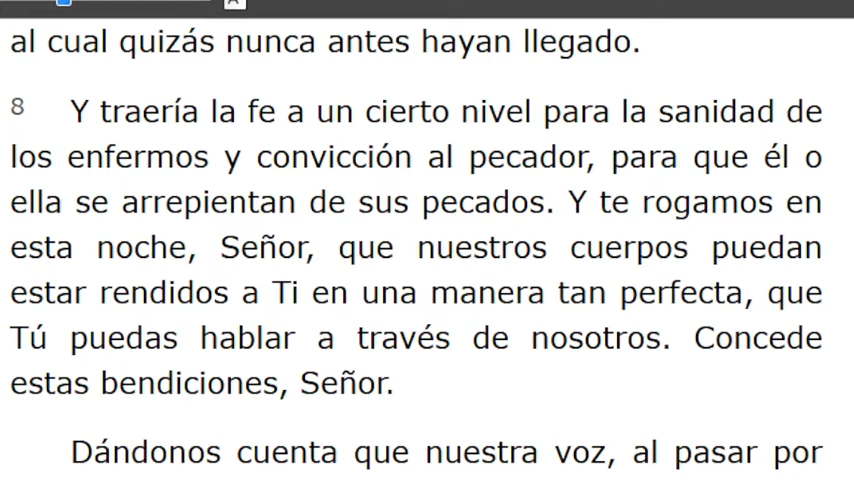 al cual quizás nunca antes hayan llegado.
8 Y traería la fe a un cierto nivel para la sanidad de
los enfermos y convicción al pecador, para que él o
ella se arrepientan de sus pecados. Y te rogamos en
esta noche, Señor, que nuestros cuerpos puedan
estar rendidos a Ti en una manera tan perfecta, que
Tú puedas hablar a través de nosotros. Concede
estas bendiciones, Señor.
Dándonos cuenta que nuestra voz, al pasar por